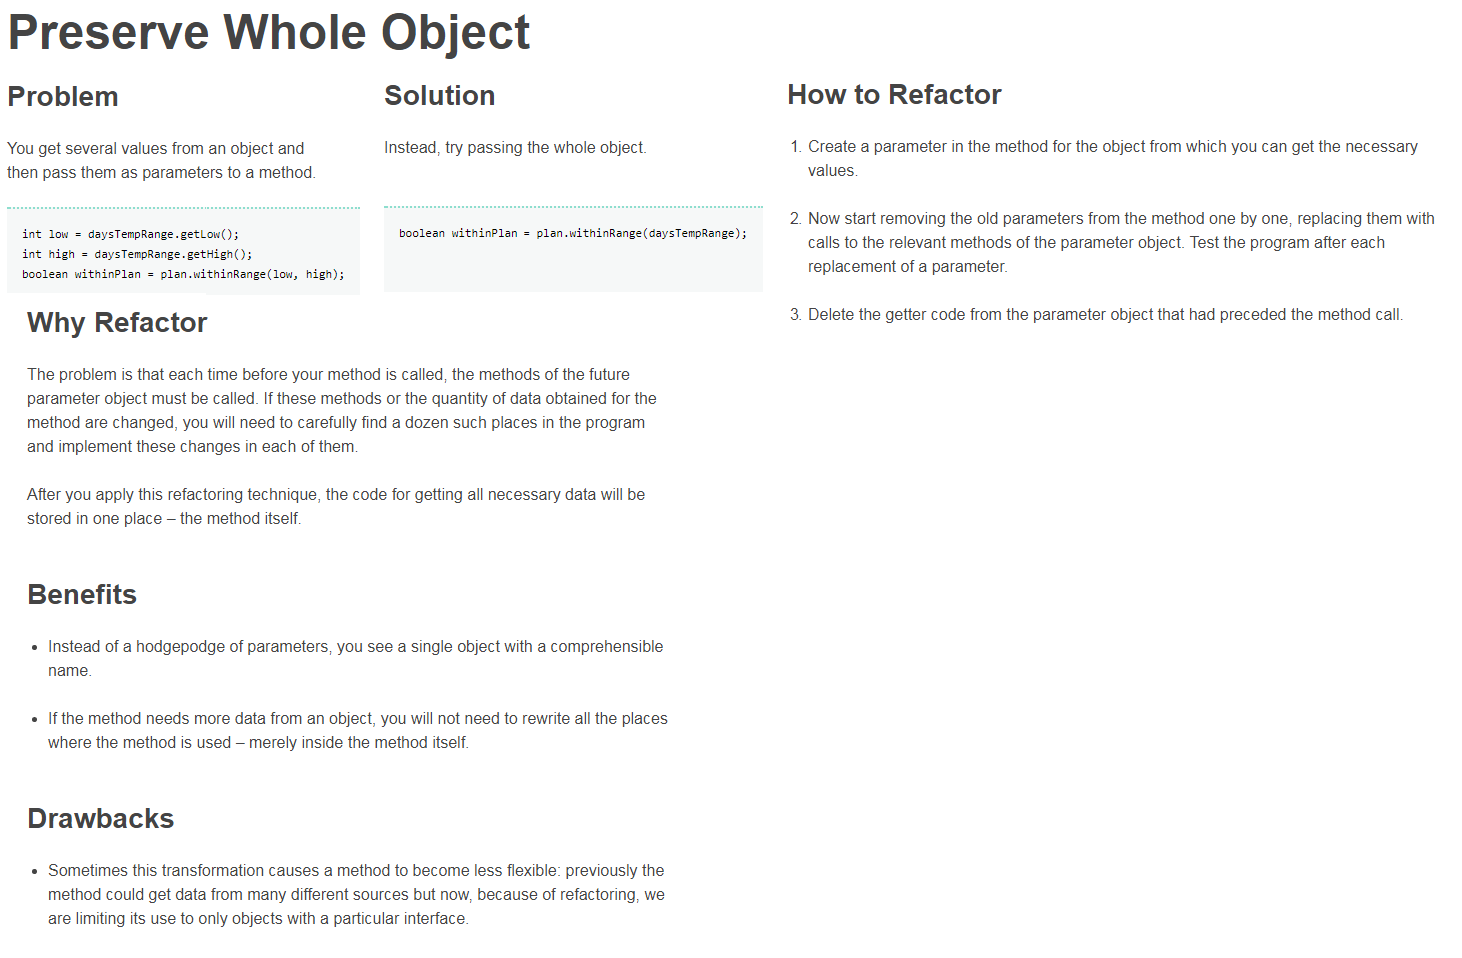 Preserve Whole Object
Problem
You get several values from an object and
then pass them as parameters to a method.
int low = daysTempRange.getLow();
int high = daysTempRange.getHigh();
boolean withinPlan = plan.withinRange(low, high);
Solution
Instead, try passing the whole object.
boolean withinPlan = plan.withinRange(daysTempRange);
Why Refactor
The problem is that each time before your method is called, the methods of the future
parameter object must be called. If these methods or the quantity of data obtained for the
method are changed, you will need to carefully find a dozen such places in the program
and implement these changes in each of them.
After you apply this refactoring technique, the code for getting all necessary data will be
stored in one place – the method itself.
Benefits
• Instead of a hodgepodge of parameters, you see a single object with a comprehensible
name.
• If the method needs more data from an object, you will not need to rewrite all the places
where the method is used – merely inside the method itself.
Drawbacks
• Sometimes this transformation causes a method to become less flexible: previously the
method could get data from many different sources but now, because of refactoring, we
are limiting its use to only objects with a particular interface.
How to Refactor
1. Create a parameter in the method for the object from which you can get the necessary
values.
2. Now start removing the old parameters from the method one by one, replacing them with
calls to the relevant methods of the parameter object. Test the program after each
replacement of a parameter.
3. Delete the getter code from the parameter object that had preceded the method call.